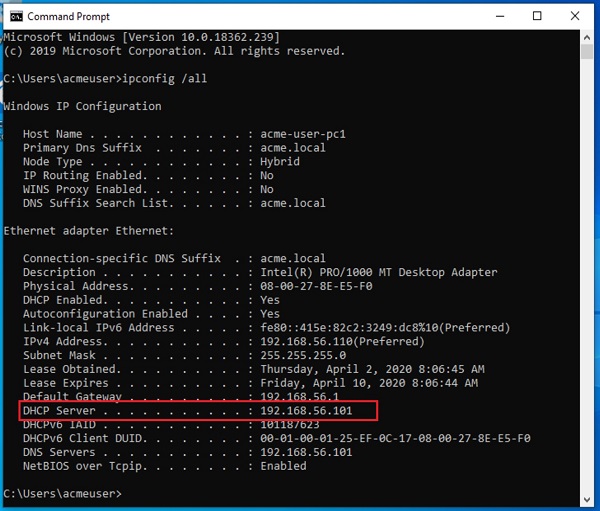 Command Prompt
Microsoft Windows [Version 10.0.18362.239]
(c) 2019 Microsoft Corporation. All rights reserved.
C:\Users\acmeuser>ipconfig /all
Windows IP Configuration
Host Name . . . . . . . . . . . . : acme-user-pc1
Primary Dns Suffix . . . . . . . : acme.local
Node Type . . . . . . . . . . . . : Hybrid
IP Routing Enabled. . . . . . . . : No
WINS Proxy Enabled. . . . . . . . : No
DNS Suffix Search List. . . . . . : acme.local
Ethernet adapter Ethernet:
Connection-specific DNS Suffix . : acme.local
Description . . . . . . . . . . . : Intel(R) PRO/1000 MT Desktop Adapter
Physical Address. . . . . . . . . : 08-00-27-8E-E5-F0
DHCP Enabled. . . . . . . . . . . : Yes
Autoconfiguration Enabled . . . . : Yes
Link-local IPv6 Address . . . . . : fe80::415e:82c2:3249:dc8%10(Preferred)
IPv4 Address. . . . . . . . . . . : 192.168.56.110(Preferred)
Subnet Mask . . . . . . . . . . . : 255.255.255.0
Lease Obtained. . . . . . . . . . : Thursday, April 2, 2020 8:06:45 AM
Lease Expires . . . . . . . . . . : Friday, April 10, 2020 8:06:44 AM
Default Gateway . . . . . . . . . : 192.168.56.1
DHCP Server . . . . . . . . . . . : 192.168.56.101
DHCPv6 IAID . . . . . . . . . . . : 101187623
DHCPv6 Client DUID. . . . . . . . : 00-01-00-01-25-EF-0C-17-08-00-27-8E-E5-F0
DNS Servers . . . . . . . . . . . : 192.168.56.101
NetBIOS over Tcpip. . . . . . . . : Enabled
C:\Users\acmeuser>